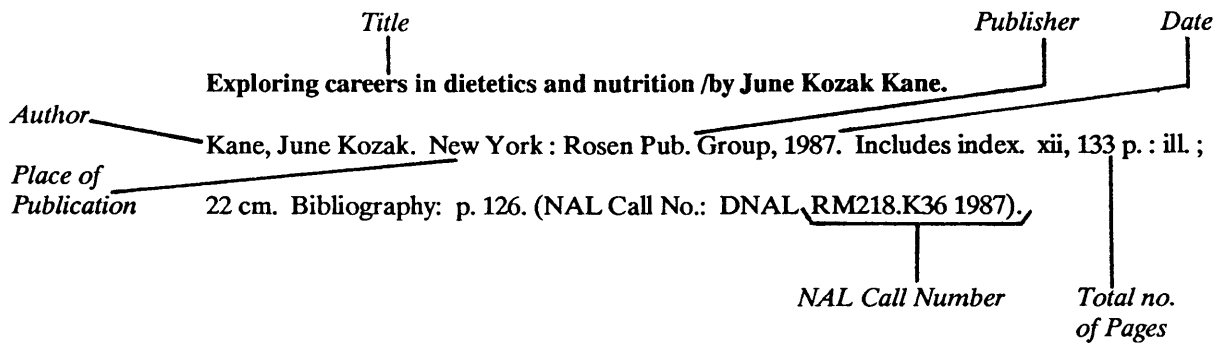 Title Publisher Date
Exploring careers in dietetics and nutrition /by June Kozak Kane.
Author
Kane, June Kozak. New York : Rosen Pub. Group, 1987. Includes index. xii, 133 p. : ill. ;
Place of
Publication
22 cm. Bibliography: p. 126. (NAL Call No.: DNAL RM218.K36 1987).
NAL Call Number
Total no.
of Pages